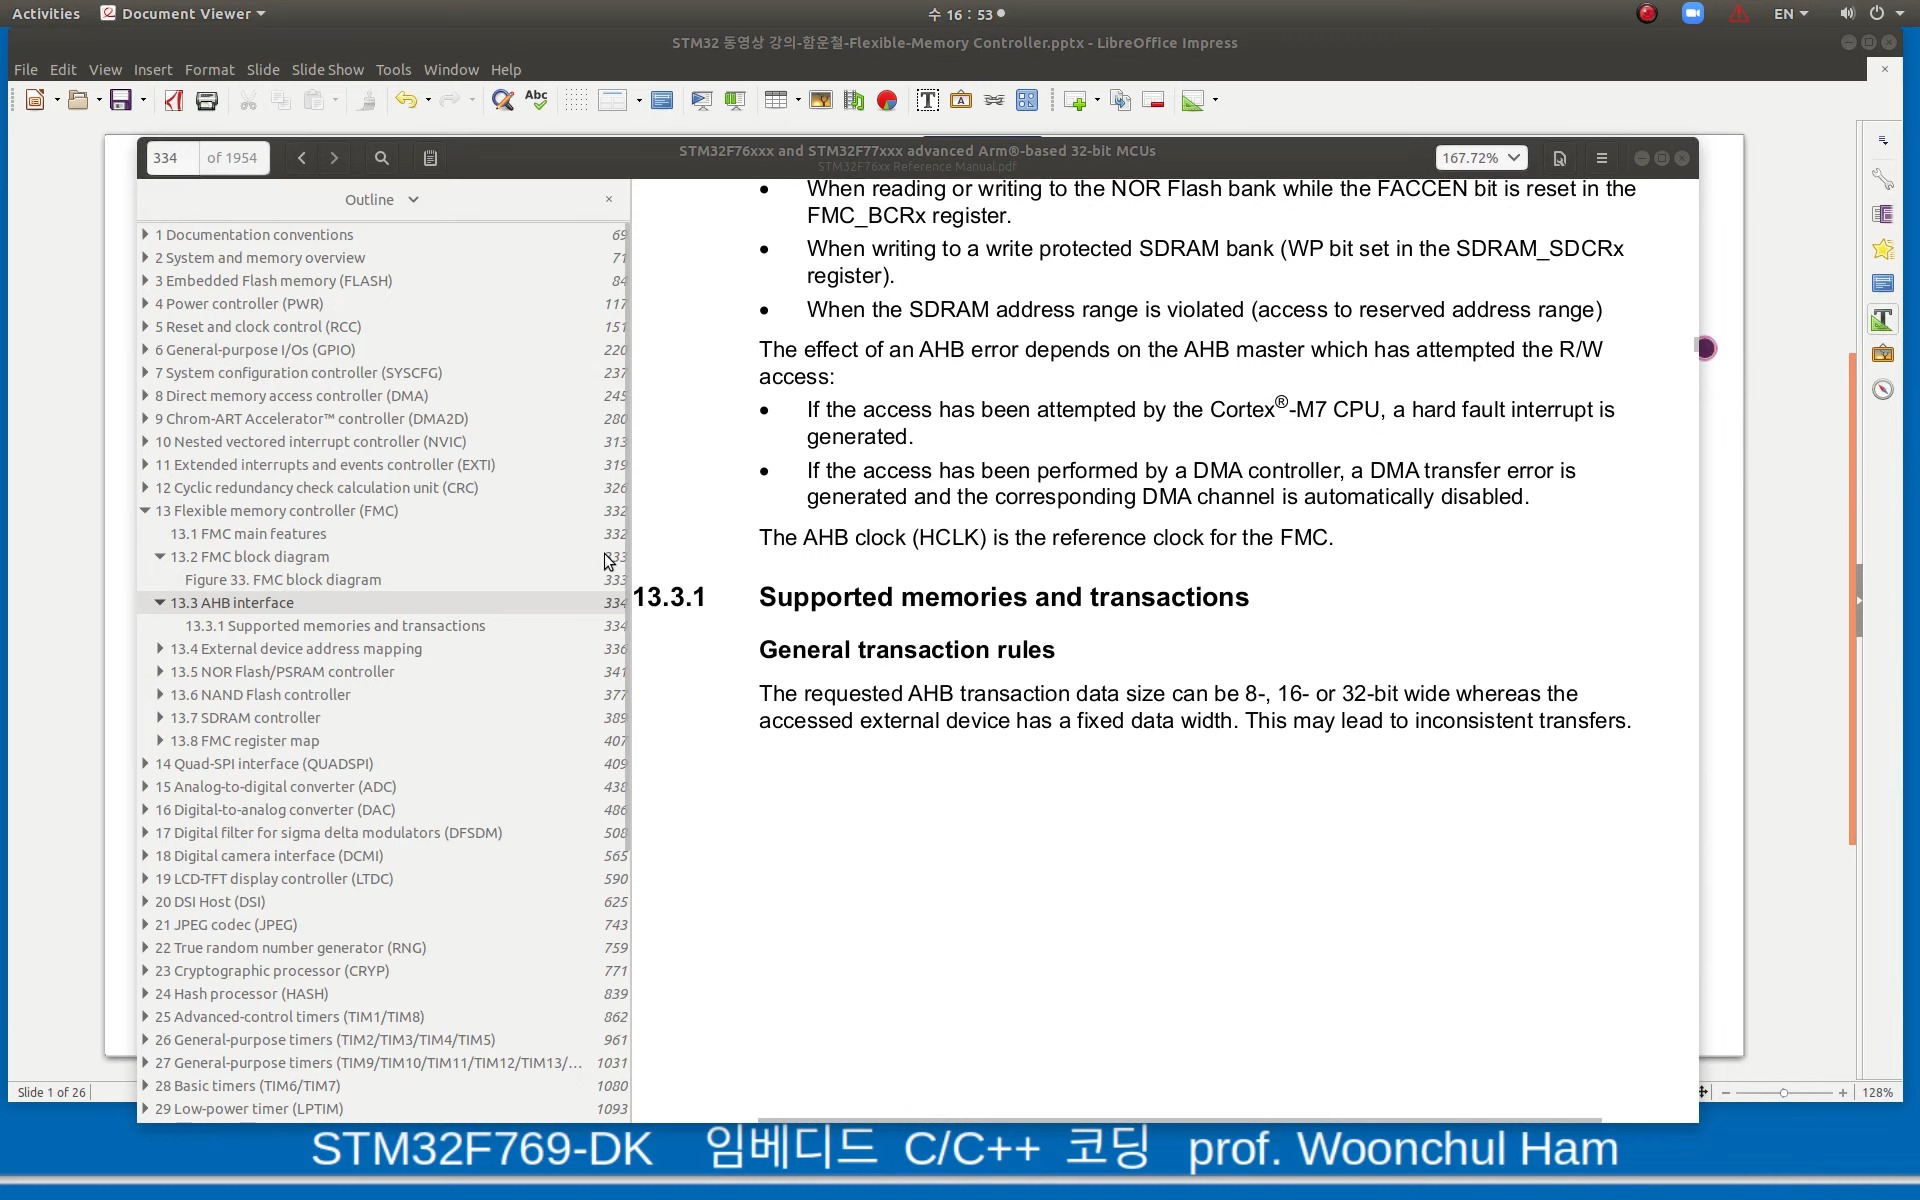 Activities Document Viewer 수 16 : 53 EN
STM32 동영상 강의-함운철-Flexible-Memory Controller.pptx - LibreOffice Impress
File Edit View Insert Format Slide Slide Show Tools Window Help
Abc
334 of 1954
STM32F76xxx and STM32F77xxx advanced Arm®-based 32-bit MCUs
STM32F76xx Reference Manual.pdf
167.72%
Outline
1 Documentation conventions 69
2 System and memory overview 71
3 Embedded Flash memory (FLASH) 84
4 Power controller (PWR) 117
5 Reset and clock control (RCC) 151
6 General-purpose I/Os (GPIO) 220
7 System configuration controller (SYSCFG) 237
8 Direct memory access controller (DMA) 245
9 Chrom-ART Accelerator™ controller (DMA2D) 280
10 Nested vectored interrupt controller (NVIC) 313
11 Extended interrupts and events controller (EXTI) 319
12 Cyclic redundancy check calculation unit (CRC) 326
13 Flexible memory controller (FMC) 332
13.1 FMC main features 332
13.2 FMC block diagram 333
Figure 33. FMC block diagram 333
13.3 AHB interface 334
13.3.1 Supported memories and transactions 334
13.4 External device address mapping 336
13.5 NOR Flash/PSRAM controller 341
13.6 NAND Flash controller 377
13.7 SDRAM controller 389
13.8 FMC register map 407
14 Quad-SPI interface (QUADSPI) 409
15 Analog-to-digital converter (ADC) 438
16 Digital-to-analog converter (DAC) 486
17 Digital filter for sigma delta modulators (DFSDM) 508
18 Digital camera interface (DCMI) 565
19 LCD-TFT display controller (LTDC) 590
20 DSI Host (DSI) 625
21 JPEG codec (JPEG) 743
22 True random number generator (RNG) 759
23 Cryptographic processor (CRYP) 771
24 Hash processor (HASH) 839
25 Advanced-control timers (TIM1/TIM8) 862
26 General-purpose timers (TIM2/TIM3/TIM4/TIM5) 961
27 General-purpose timers (TIM9/TIM10/TIM11/TIM12/TIM13/... 1031
28 Basic timers (TIM6/TIM7) 1080
29 Low-power timer (LPTIM) 1093
• When reading or writing to the NOR Flash bank while the FACCEN bit is reset in the
FMC_BCRx register.
• When writing to a write protected SDRAM bank (WP bit set in the SDRAM_SDCRx
register).
• When the SDRAM address range is violated (access to reserved address range)
The effect of an AHB error depends on the AHB master which has attempted the R/W
access:
• If the access has been attempted by the Cortex®-M7 CPU, a hard fault interrupt is
generated.
• If the access has been performed by a DMA controller, a DMA transfer error is
generated and the corresponding DMA channel is automatically disabled.
The AHB clock (HCLK) is the reference clock for the FMC.
13.3.1 Supported memories and transactions
General transaction rules
The requested AHB transaction data size can be 8-, 16- or 32-bit wide whereas the
accessed external device has a fixed data width. This may lead to inconsistent transfers.
Slide 1 of 26 128%
STM32F769-DK 임베디드 C/C++ 코딩 prof. Woonchul Ham